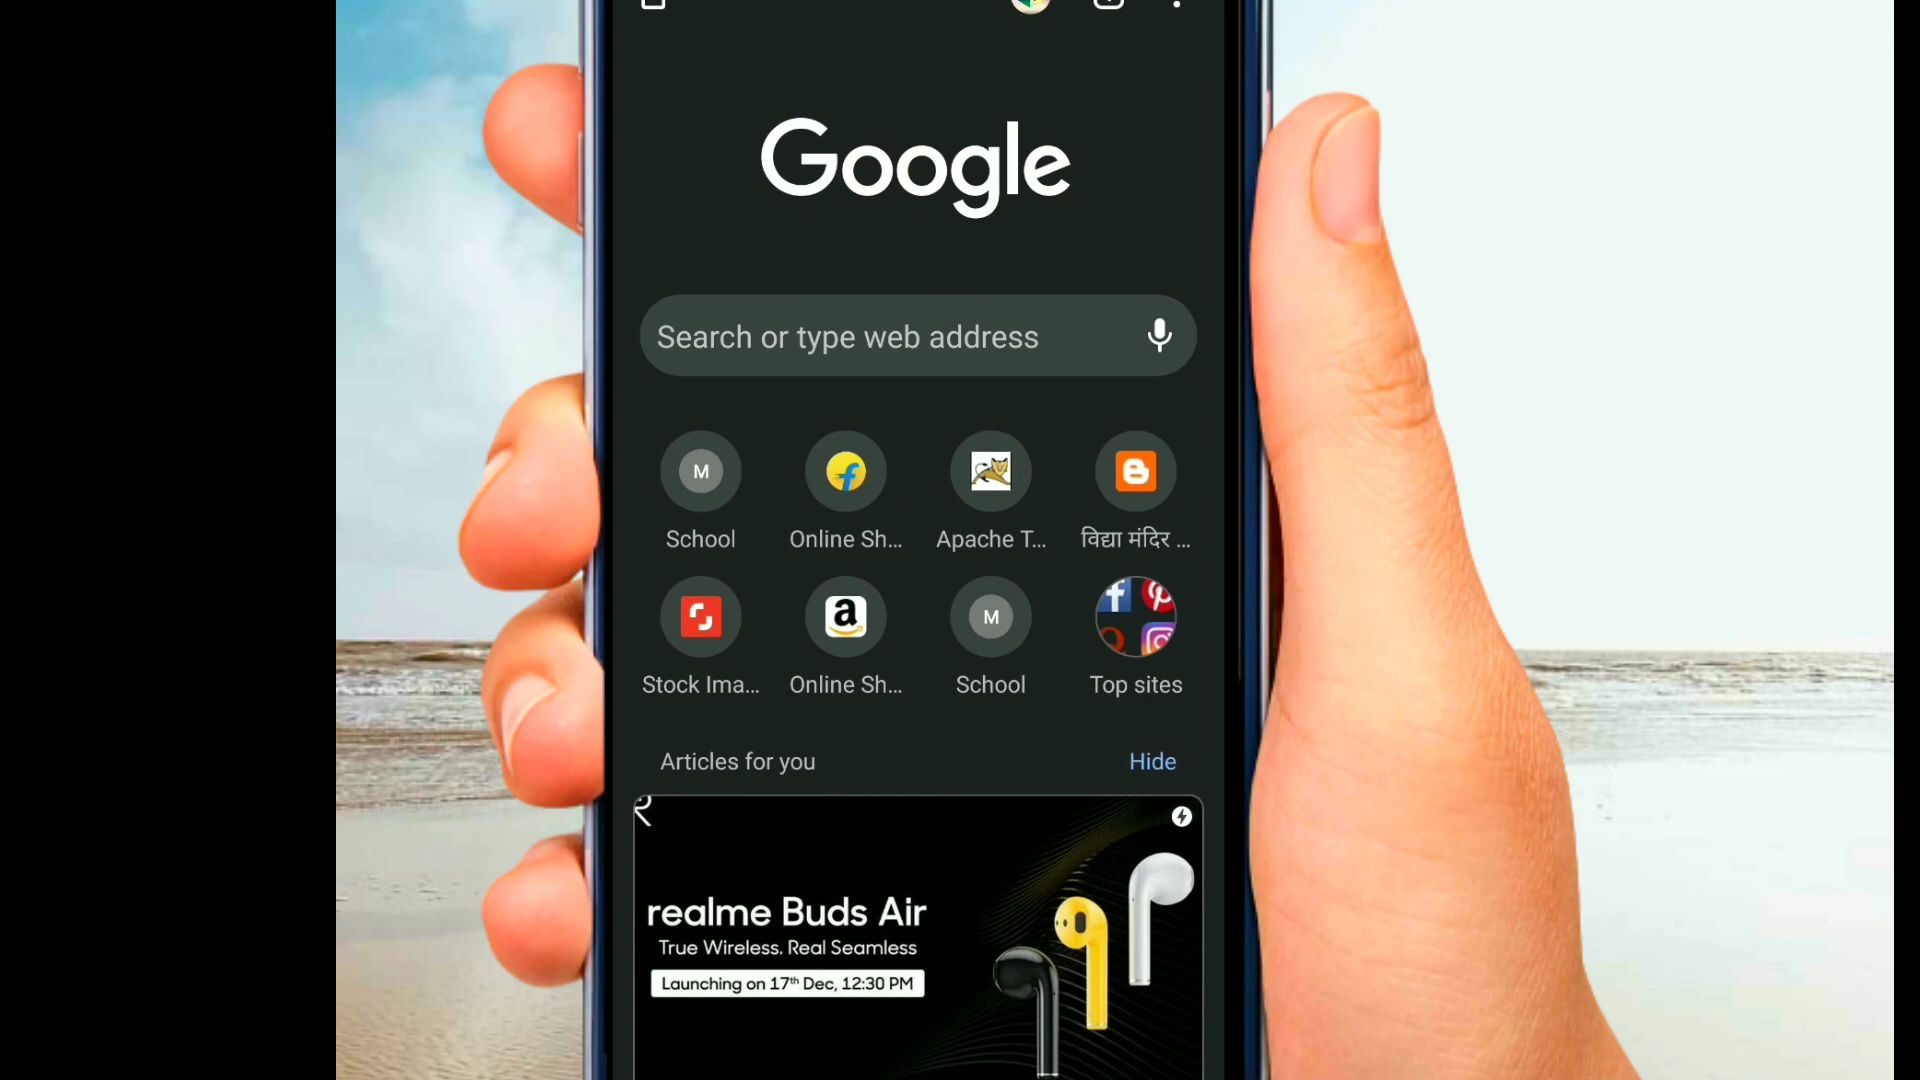 Google
Search or type web address
M
School
Online Sh...
Apache T...
विद्या मंदिर ...
Stock Ima...
a
Online Sh...
M
School
Top sites
Articles for you
Hide
realme Buds Air
True Wireless. Real Seamless
Launching on 17th Dec, 12:30 PM